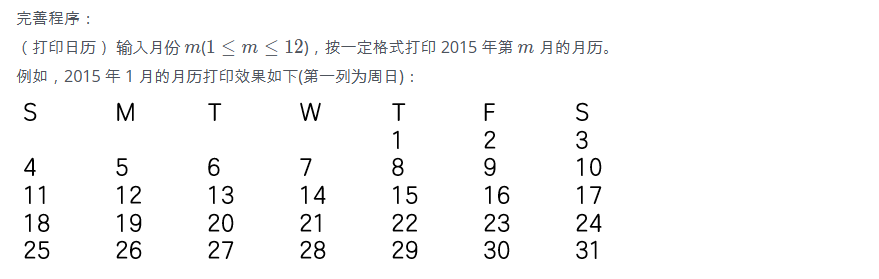 完善程序：
（打印日历）输入月份 m(1 ≤ m ≤ 12)，按一定格式打印 2015 年第 m 月的月历。
例如，2015 年 1 月的月历打印效果如下(第一列为周日)：
S M T W T F S
1 2 3
4 5 6 7 8 9 10
11 12 13 14 15 16 17
18 19 20 21 22 23 24
25 26 27 28 29 30 31